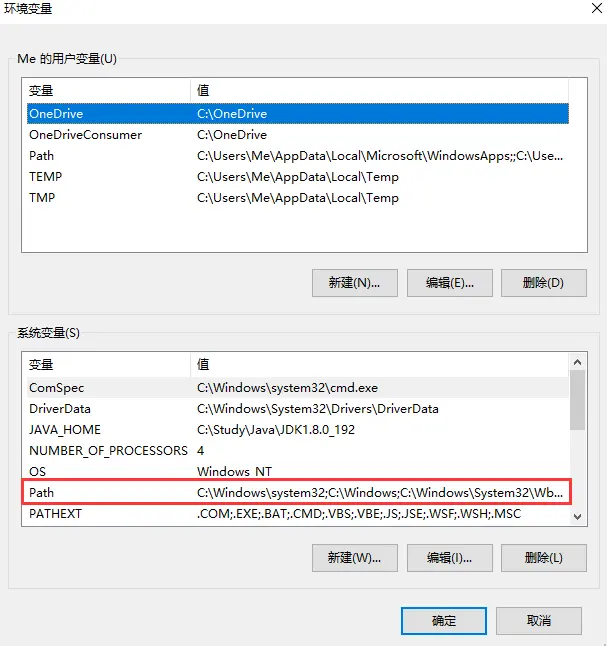 环境变量
Me 的用户变量(U)
变量 值
OneDrive C:\OneDrive
OneDriveConsumer C:\OneDrive
Path C:\Users\Me\AppData\Local\Microsoft\WindowsApps;;C:\Use...
TEMP C:\Users\Me\AppData\Local\Temp
TMP C:\Users\Me\AppData\Local\Temp
新建(N)... 编辑(E)... 删除(D)
系统变量(S)
变量 值
ComSpec C:\Windows\system32\cmd.exe
DriverData C:\Windows\System32\Drivers\DriverData
JAVA_HOME C:\Study\Java\JDK1.8.0_192
NUMBER_OF_PROCESSORS 4
OS Windows_NT
Path C:\Windows\system32;C:\Windows;C:\Windows\System32\Wb...
PATHEXT .COM;.EXE;.BAT;.CMD;.VBS;.VBE;.JS;.JSE;.WSF;.WSH;.MSC
新建(W)... 编辑(I)... 删除(L)
确定 取消